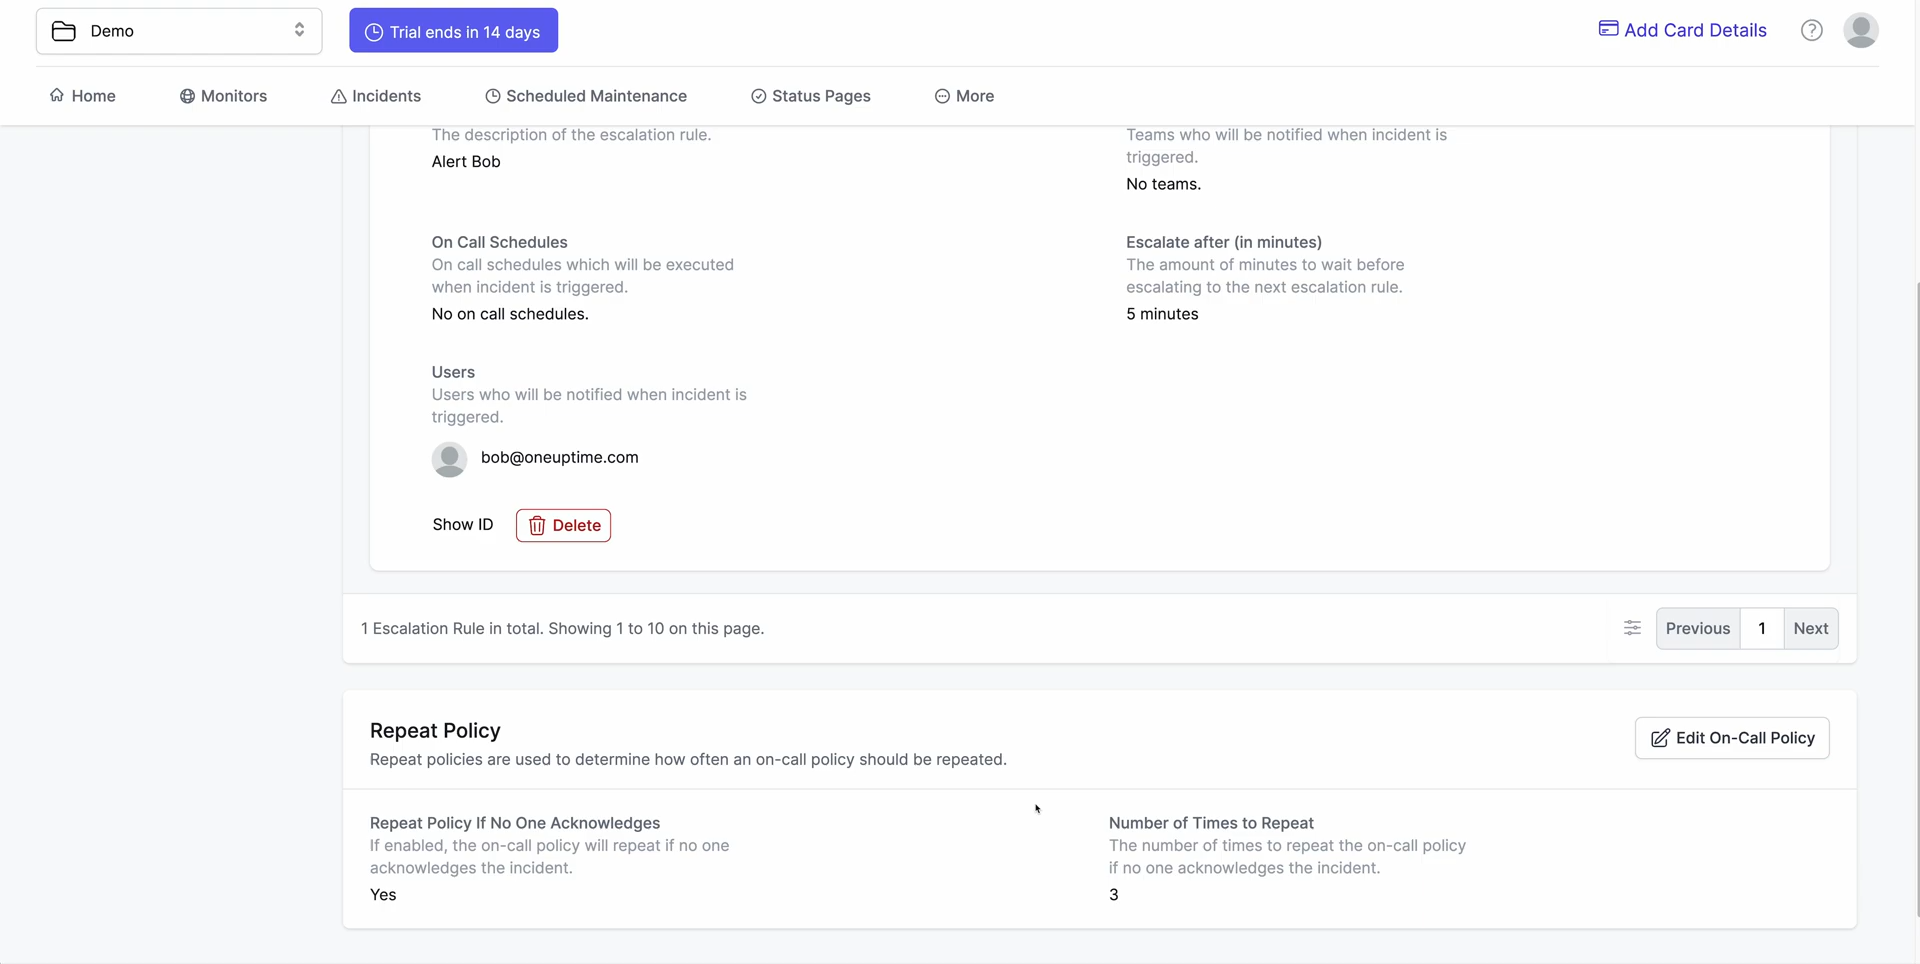 Demo
Trial ends in 14 days
Add Card Details
Home
Monitors
Incidents
Scheduled Maintenance
Status Pages
More
The description of the escalation rule.
Alert Bob
Teams who will be notified when incident is
triggered.
No teams.
On Call Schedules
On call schedules which will be executed
when incident is triggered.
No on call schedules.
Escalate after (in minutes)
The amount of minutes to wait before
escalating to the next escalation rule.
5 minutes
Users
Users who will be notified when incident is
triggered.
bob@oneuptime.com
Show ID
Delete
1 Escalation Rule in total. Showing 1 to 10 on this page.
Previous
1
Next
Repeat Policy
Repeat policies are used to determine how often an on-call policy should be repeated.
Edit On-Call Policy
Repeat Policy If No One Acknowledges
If enabled, the on-call policy will repeat if no one
acknowledges the incident.
Yes
Number of Times to Repeat
The number of times to repeat the on-call policy
if no one acknowledges the incident.
3